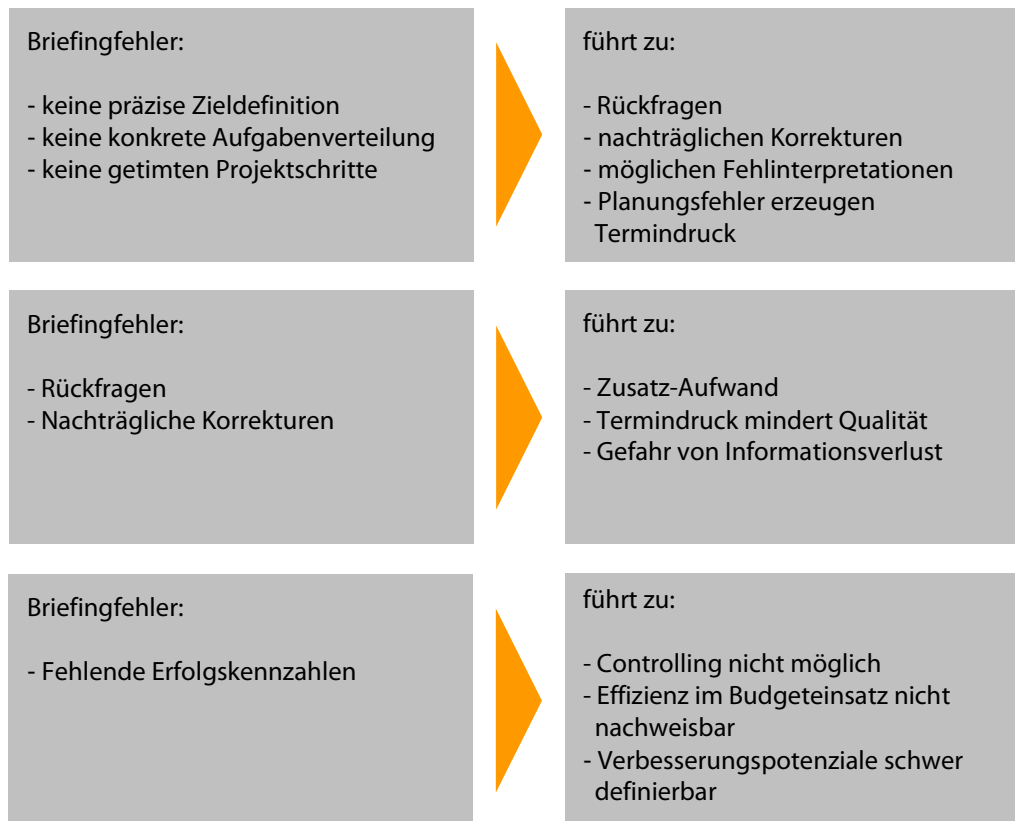 Briefingfehler:
- keine präzise Zieldefinition
- keine konkrete Aufgabenverteilung
- keine getimten Projektschritte
führt zu:
- Rückfragen
- nachträglichen Korrekturen
- möglichen Fehlinterpretationen
- Planungsfehler erzeugen
Termindruck
Briefingfehler:
- Rückfragen
- Nachträgliche Korrekturen
führt zu:
- Zusatz-Aufwand
- Termindruck mindert Qualität
- Gefahr von Informationsverlust
Briefingfehler:
- Fehlende Erfolgskennzahlen
führt zu:
- Controlling nicht möglich
- Effizienz im Budgeteinsatz nicht
nachweisbar
- Verbesserungspotenziale schwer
definierbar